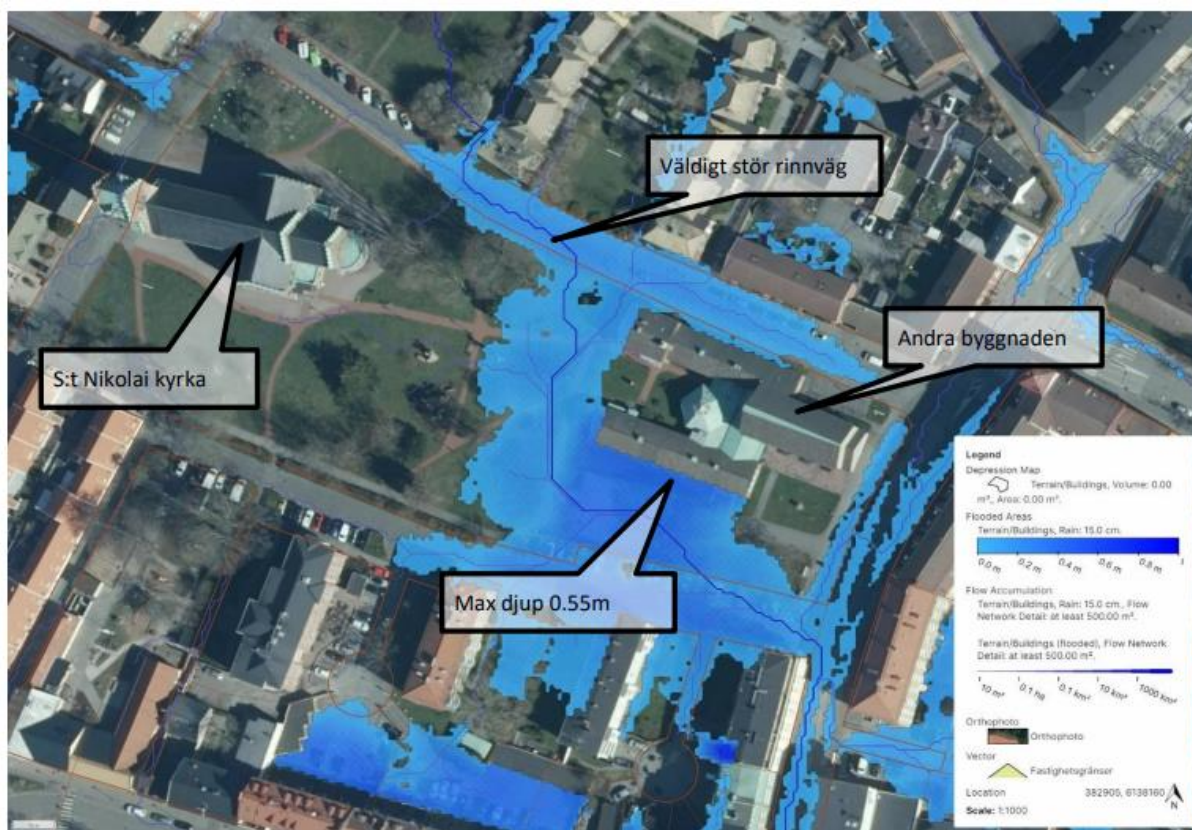 Väldigt stör rinnväg
Andra byggnaden
S:t Nikolai kyrka
Max djup 0.55m
Legend
Depression Map
Terrain/Buildings, Volume: 0.00
m³., Area: 0.00 m².
Flooded Areas
Terrain/Buildings, Rain: 15.0 cm.
0.0 m 0.2 m 0.4 m 0.6 m 0.8 m
Flow Accumulation
Terrain/Buildings, Rain: 15.0 cm., Flow
Network Detail: at least 500.00 m².
Terrain/Buildings (flooded), Flow Network
Detail: at least 500.00 m².
10 m² 0.1 ha 0.1 km² 10 km² 1000 km²
Orthophoto
Orthophoto
Vector
Fastighetsgränser
Location 382905, 6138160
N
Scale: 1:1000